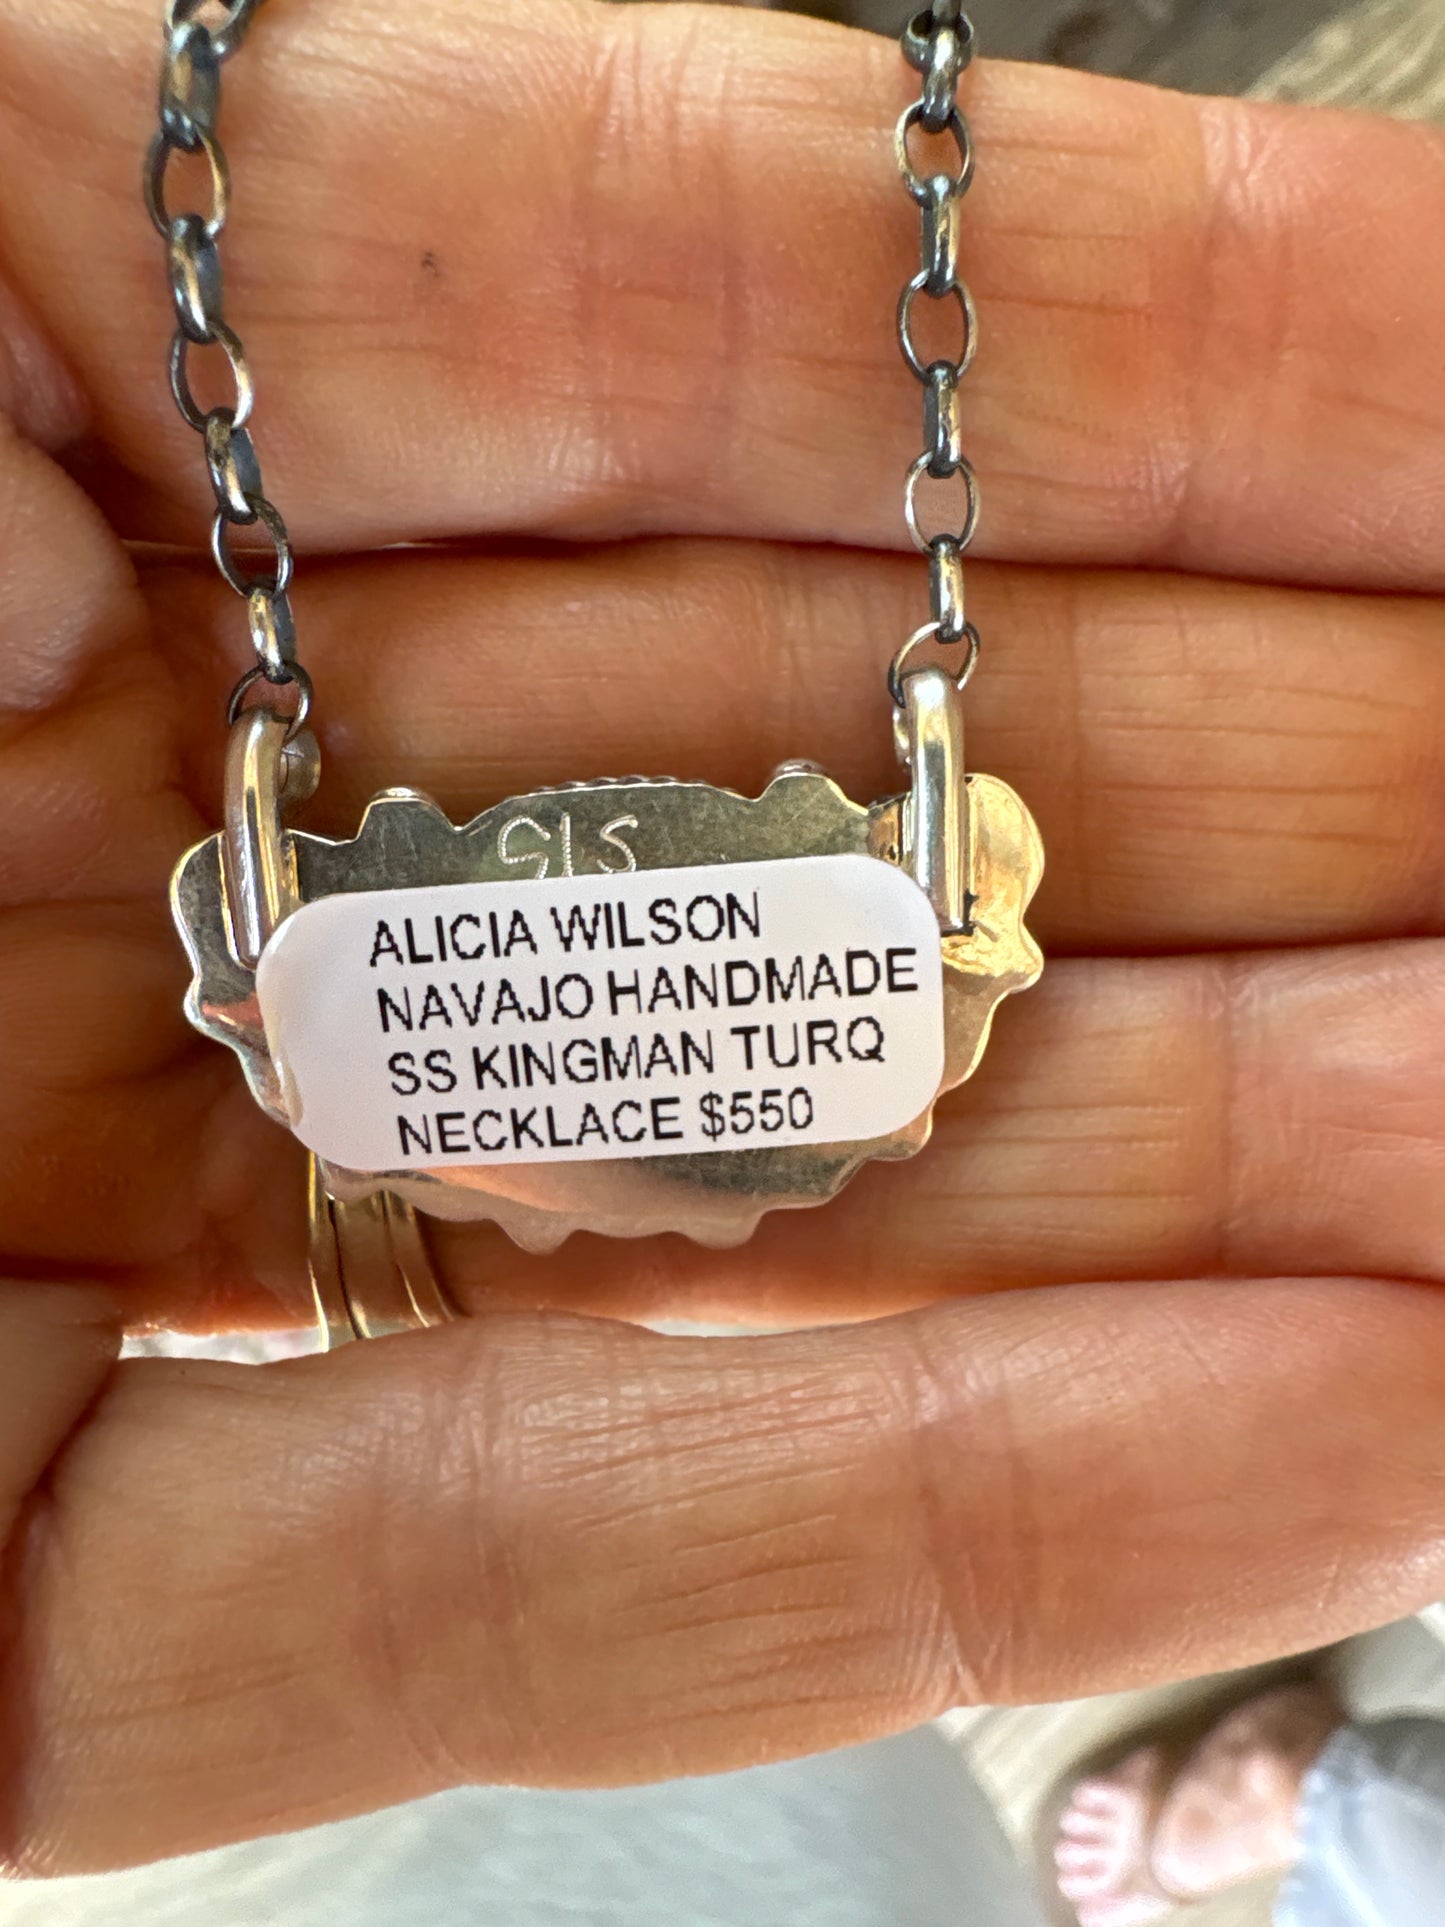 ALICIA WILSON
NAVAJO HANDMADE
SS KINGMAN TURQ
NECKLACE $550